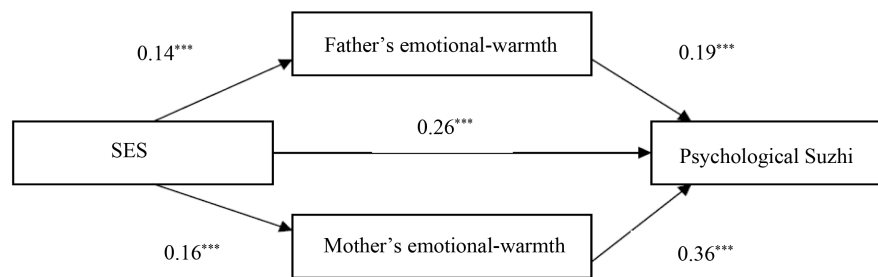 Father’s emotional-warmth
0.14***
0.19***
0.26***
SES
Psychological Suzhi
Mother’s emotional-warmth
0.16***
0.36***